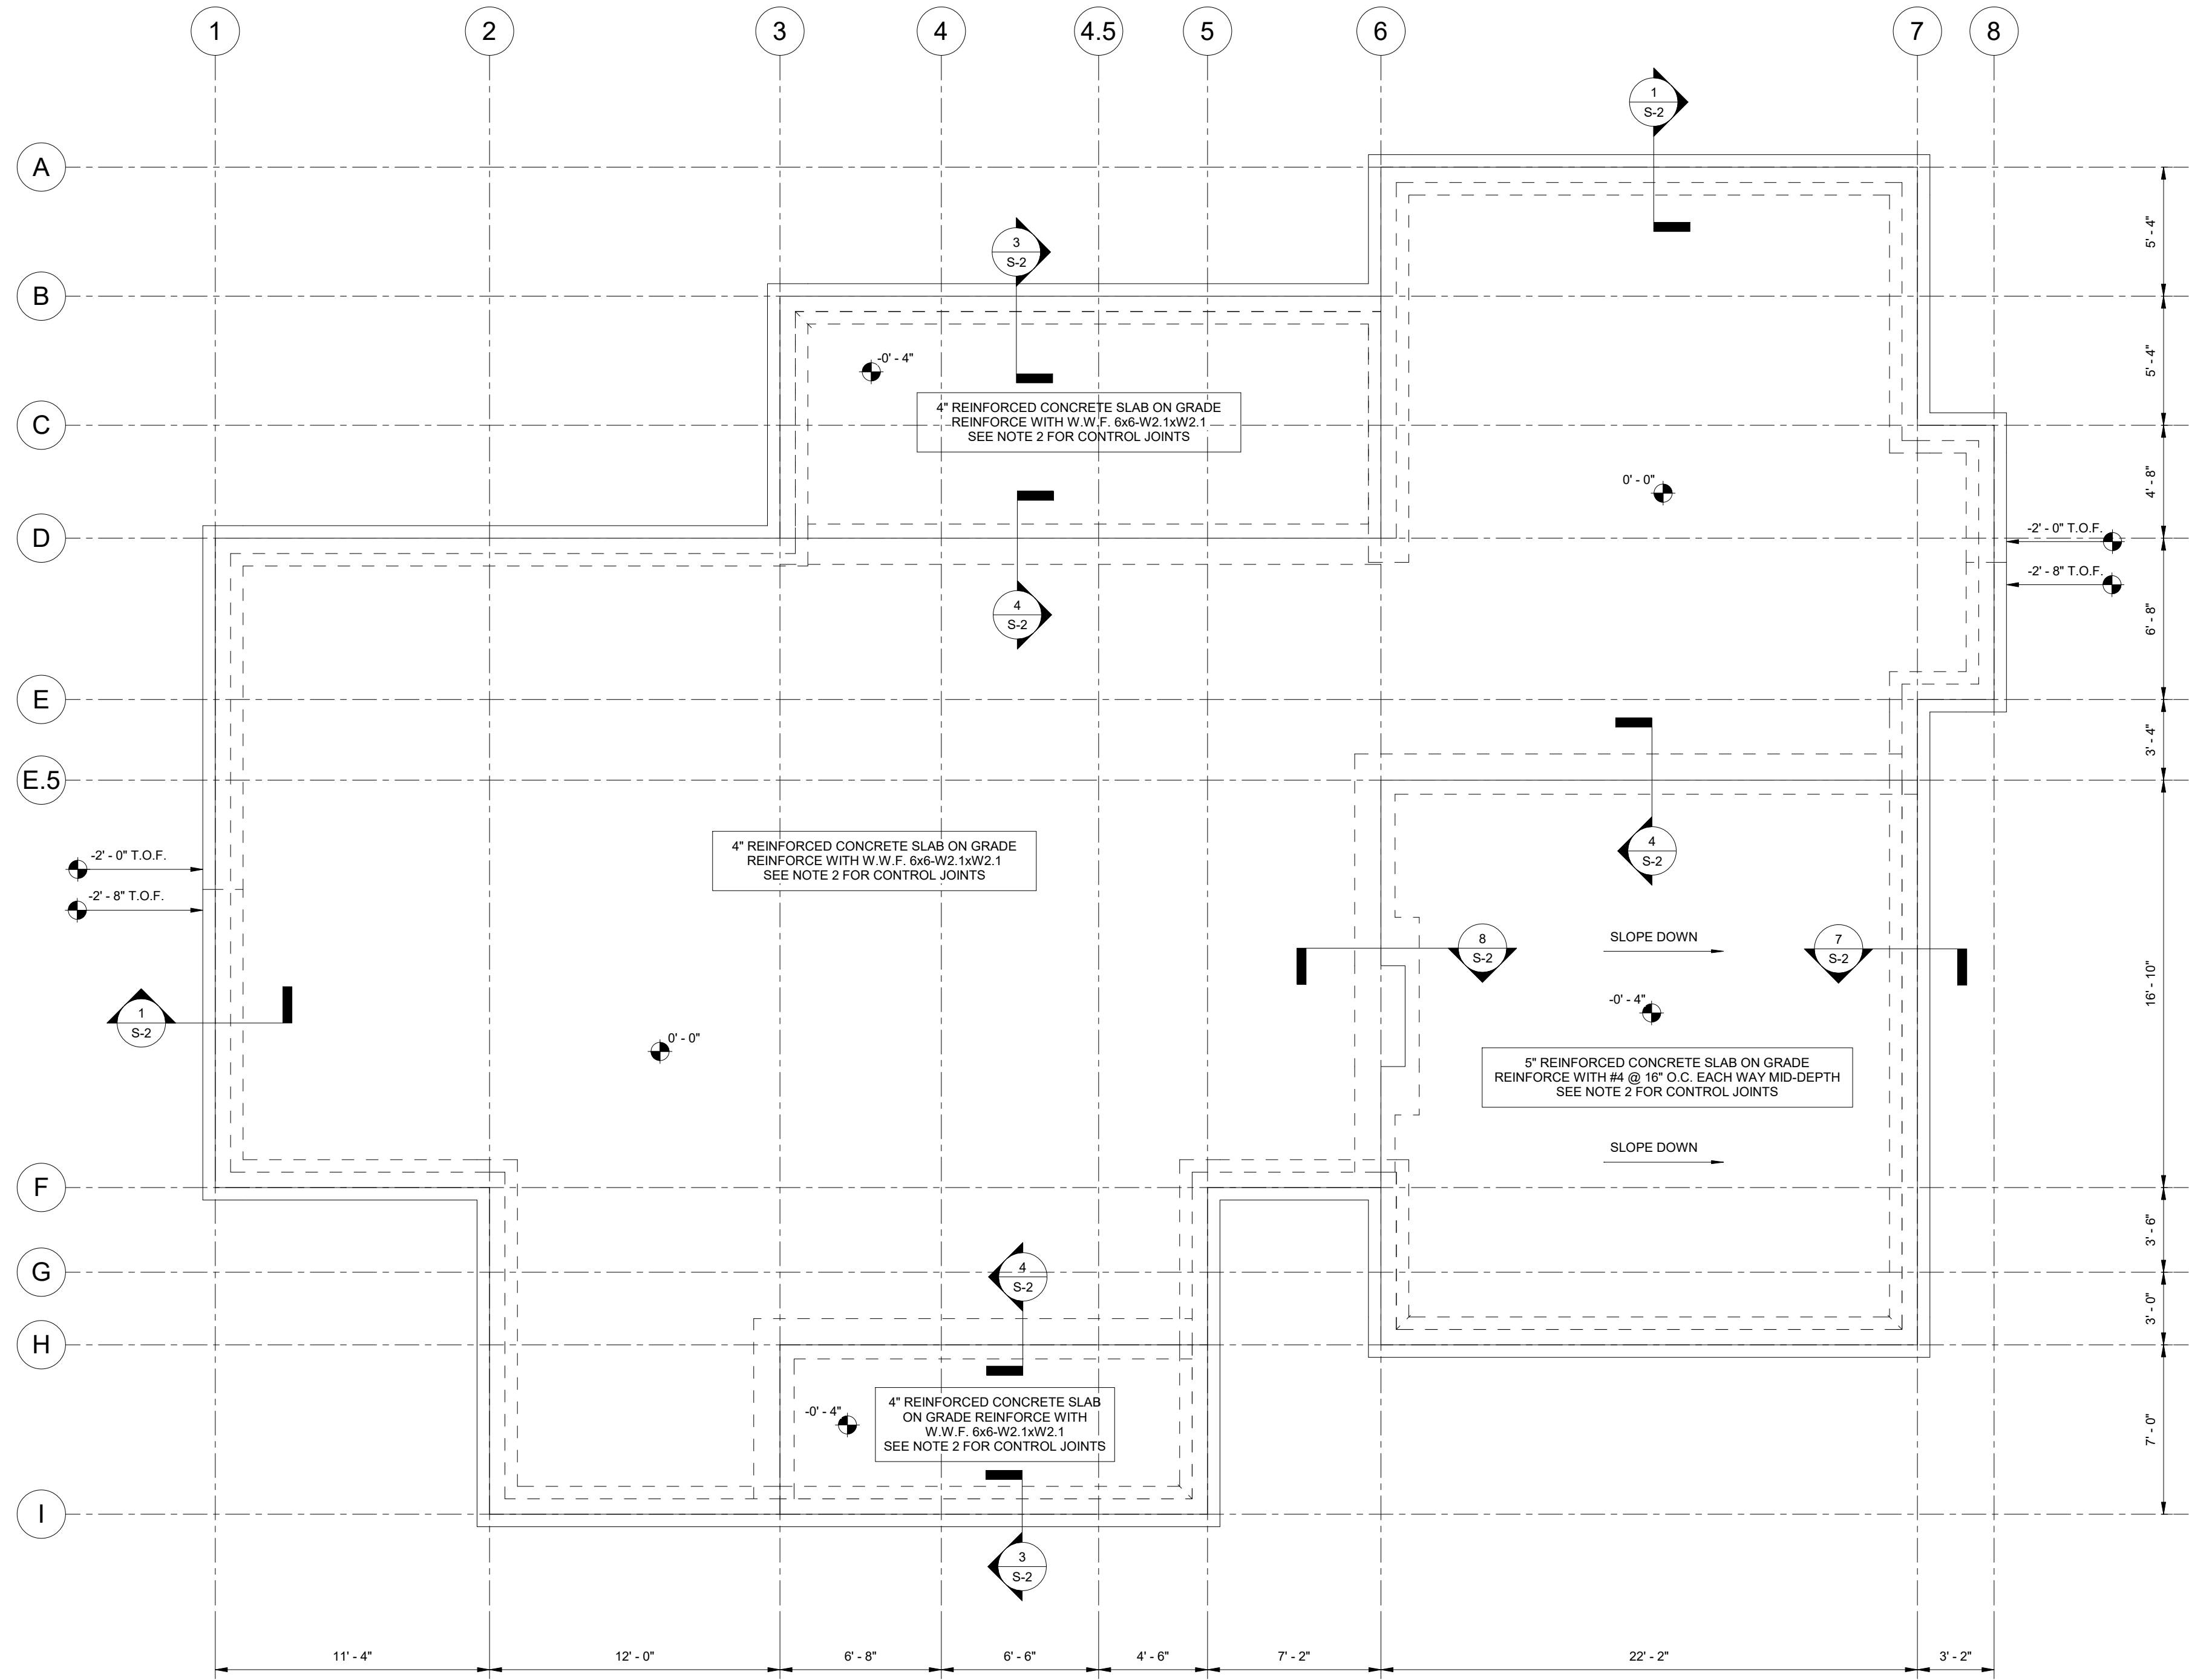 1 2 3 4 4.5 5 6 7 8
1
S-2
A
5' - 4"
3
S-2
B
-0' - 4"
5' - 4"
4" REINFORCED CONCRETE SLAB ON GRADE
REINFORCE WITH W.W.F. 6x6-W2.1xW2.1
SEE NOTE 2 FOR CONTROL JOINTS
C
0' - 0"
4' - 8"
-2' - 0" T.O.F.
D
-2' - 8" T.O.F.
4
S-2
6' - 8"
E
3' - 4"
E.5
4" REINFORCED CONCRETE SLAB ON GRADE
REINFORCE WITH W.W.F. 6x6-W2.1xW2.1
SEE NOTE 2 FOR CONTROL JOINTS
4
S-2
-2' - 0" T.O.F.
-2' - 8" T.O.F.
8
S-2
SLOPE DOWN
7
S-2
16' - 10"
-0' - 4"
1
S-2
0' - 0"
5" REINFORCED CONCRETE SLAB ON GRADE
REINFORCE WITH #4 @ 16" O.C. EACH WAY MID-DEPTH
SEE NOTE 2 FOR CONTROL JOINTS
SLOPE DOWN
F
3' - 6"
G
4
S-2
3' - 0"
H
-0' - 4"
4" REINFORCED CONCRETE SLAB
ON GRADE REINFORCE WITH
W.W.F. 6x6-W2.1xW2.1
SEE NOTE 2 FOR CONTROL JOINTS
7' - 0"
I
3
S-2
11' - 4" 12' - 0" 6' - 8" 6' - 6" 4' - 6" 7' - 2" 22' - 2" 3' - 2"